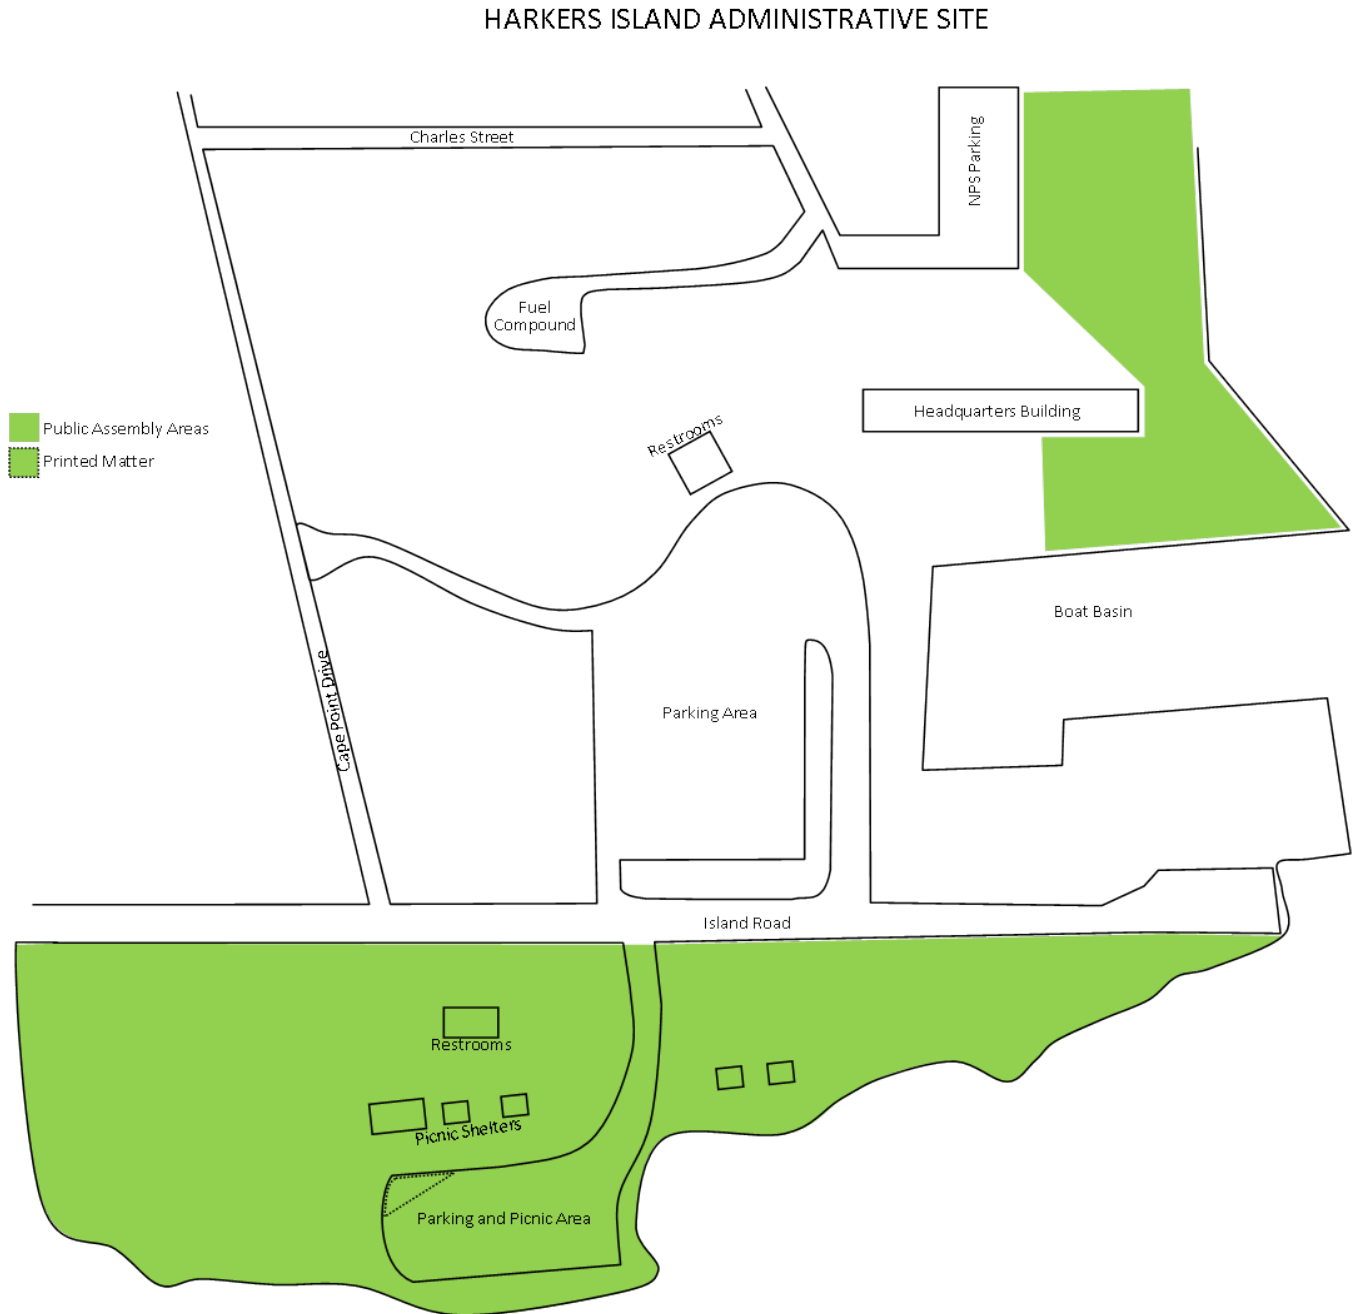 HARKERS ISLAND ADMINISTRATIVE SITE
Charles Street
NPS Parking
Fuel
Compound
Headquarters Building
Restrooms
Public Assembly Areas
Printed Matter
Boat Basin
Cape Point Drive
Parking Area
Island Road
Restrooms
Picnic Shelters
Parking and Picnic Area